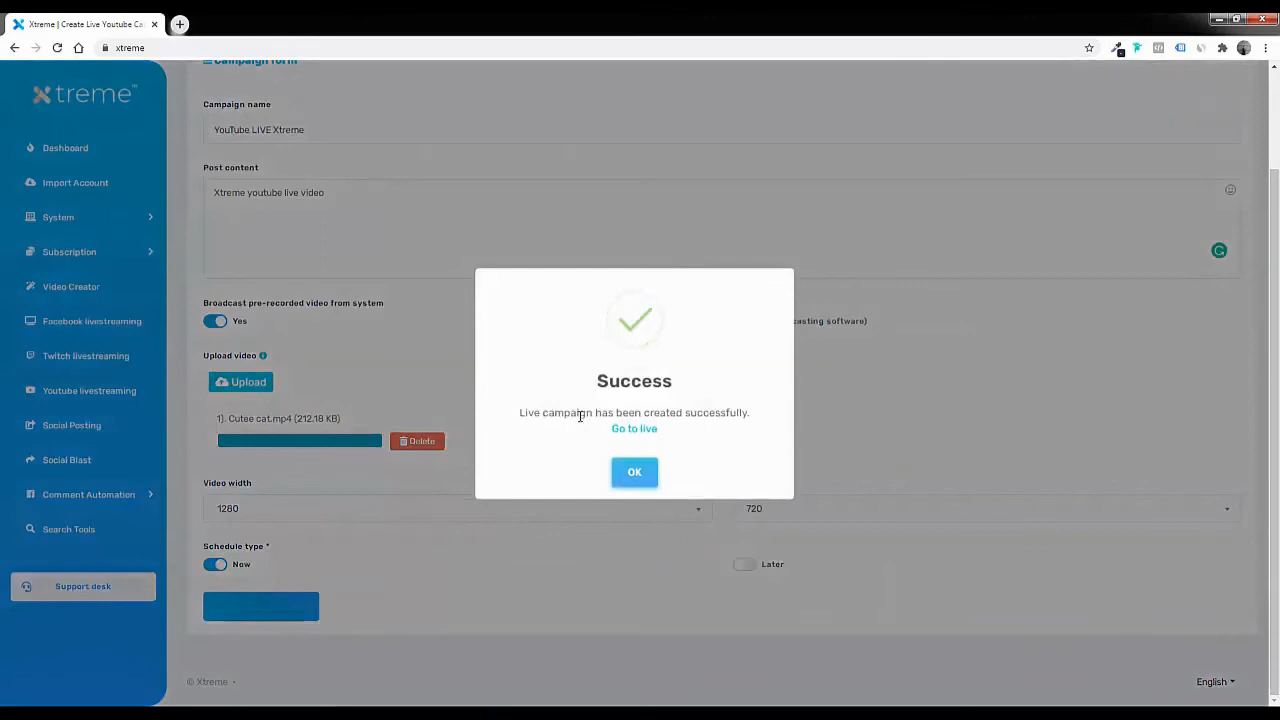 Xtreme | Create Live Youtube Ca
xtreme
xtreme™
Dashboard
Import Account
System
Subscription
Video Creator
Facebook livestreaming
Twitch livestreaming
Youtube livestreaming
Social Posting
Social Blast
Comment Automation
Search Tools
Support desk
Campaign form
Campaign name
YouTube LIVE Xtreme
Post content
Xtreme youtube live video
Broadcast pre-recorded video from system
Yes
casting software)
Upload video
Upload
1). Cutee cat.mp4 (212.18 KB)
Delete
Video width
1280
720
Schedule type *
Now
Later
Success
Live campaign has been created successfully.
Go to live
OK
© Xtreme •
English